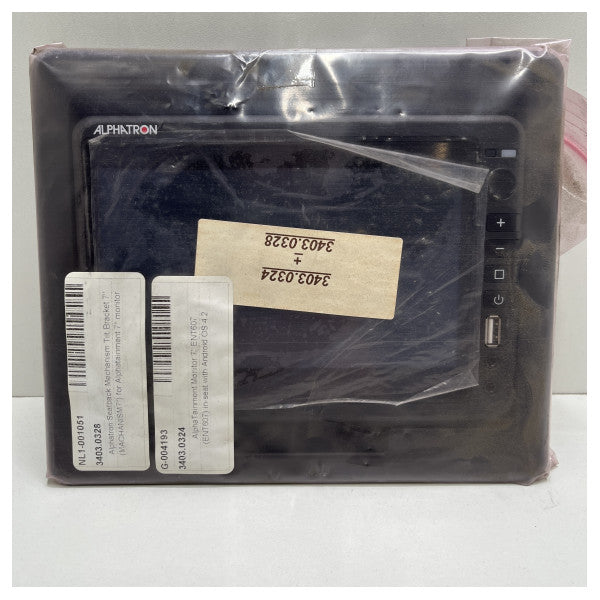 ALPHATRON
3403.0324
+
3403.0328
NL1-001051
3403.0328
Alphatron Seatback Mechanism Tilt Bracket 7"
(MACHANISM7") for Alphatainment 7" monitor
G-004193
3403.0324
AlphaTainment Monitor 7", ENT607,
(ENT607) in seat with Android OS 4.2